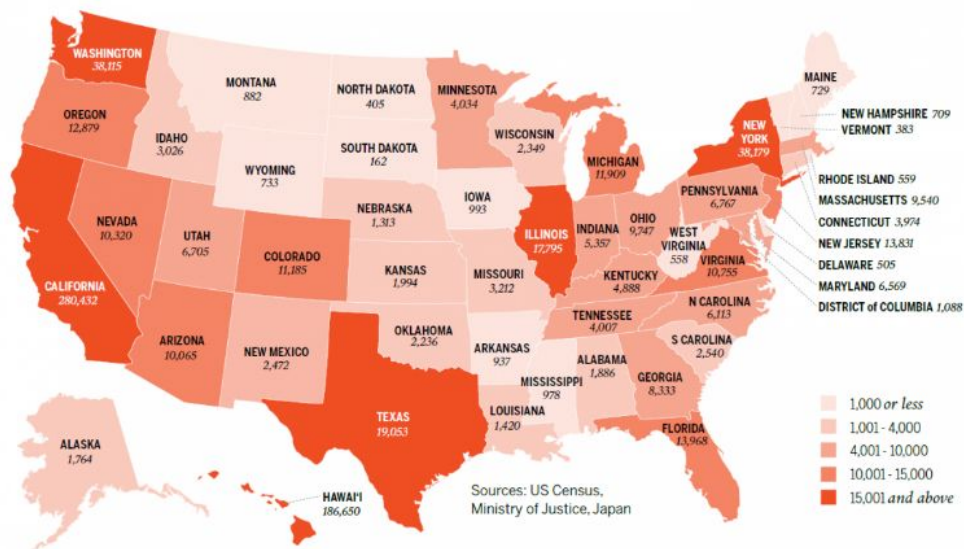 WASHINGTON
38,115
OREGON
12,879
CALIFORNIA
280,432
NEVADA
10,320
IDAHO
3,026
MONTANA
882
WYOMING
733
UTAH
6,705
COLORADO
11,185
ARIZONA
10,065
NEW MEXICO
2,472
NORTH DAKOTA
405
SOUTH DAKOTA
162
NEBRASKA
1,313
KANSAS
1,994
OKLAHOMA
2,236
TEXAS
19,053
MINNESOTA
4,034
IOWA
993
MISSOURI
3,212
ARKANSAS
937
LOUISIANA
1,420
WISCONSIN
2,349
ILLINOIS
17,795
MICHIGAN
11,909
INDIANA
5,357
OHIO
9,747
KENTUCKY
4,888
TENNESSEE
4,007
MISSISSIPPI
978
ALABAMA
1,886
GEORGIA
8,333
FLORIDA
13,968
S CAROLINA
2,540
N CAROLINA
6,113
VIRGINIA
10,755
WEST
VIRGINIA
558
PENNSYLVANIA
6,767
NEW
YORK
38,179
MAINE
729
NEW HAMPSHIRE 709
VERMONT 383
RHODE ISLAND 559
MASSACHUSETTS 9,540
CONNECTICUT 3,974
NEW JERSEY 13,831
DELAWARE 505
MARYLAND 6,569
DISTRICT of COLUMBIA 1,088
ALASKA
1,764
HAWAI'I
186,650
Sources: US Census,
Ministry of Justice, Japan
1,000 or less
1,001 - 4,000
4,001 - 10,000
10,001 - 15,000
15,001 and above